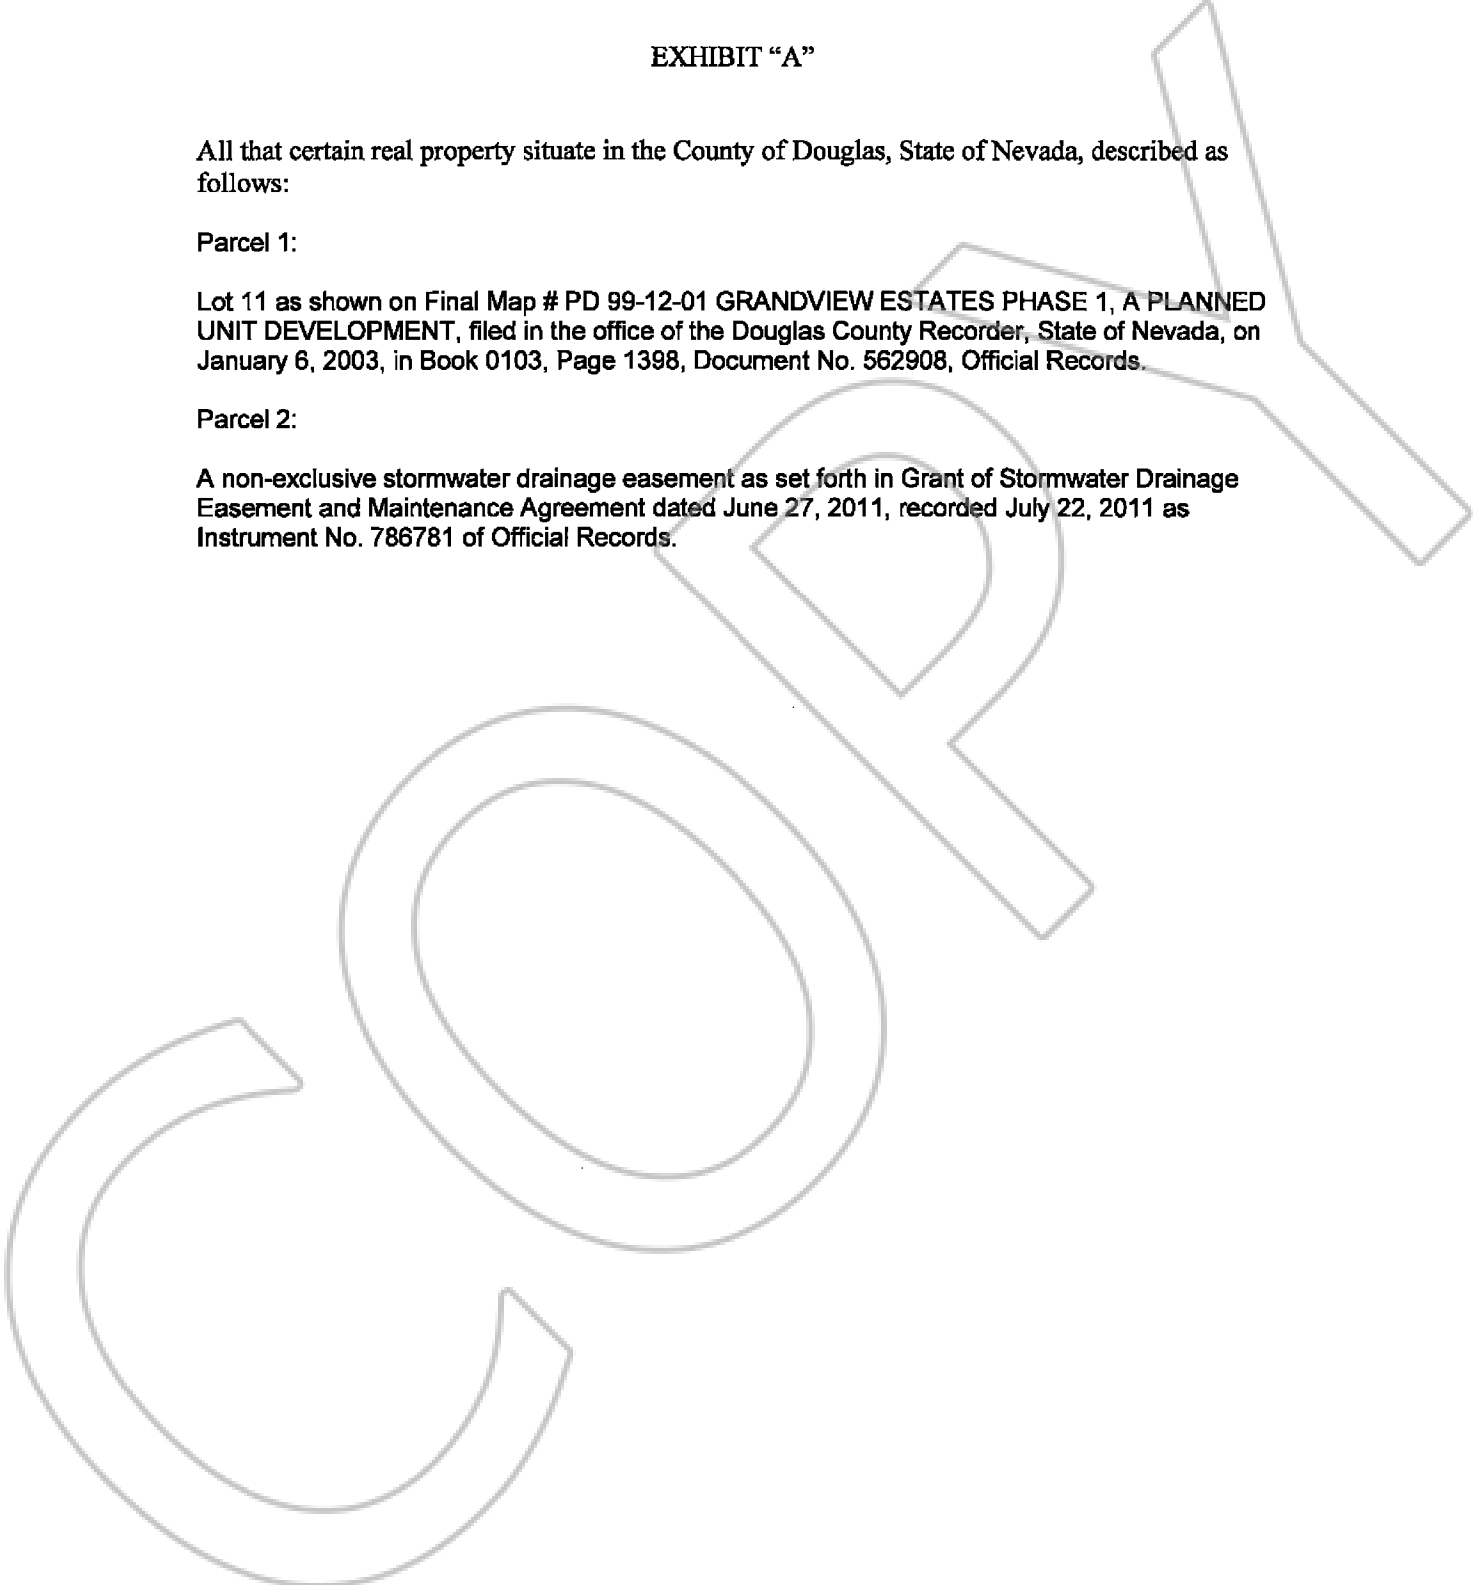 EXHIBIT “A”
All that certain real property situate in the County of Douglas, State of Nevada, described as
follows:
Parcel 1:
Lot 11 as shown on Final Map # PD 99-12-01 GRANDVIEW ESTATES PHASE 1, A PLANNED
UNIT DEVELOPMENT, filed in the office of the Douglas County Recorder, State of Nevada, on
January 6, 2003, in Book 0103, Page 1398, Document No. 562908, Official Records.
Parcel 2:
A non-exclusive stormwater drainage easement as set forth in Grant of Stormwater Drainage
Easement and Maintenance Agreement dated June 27, 2011, recorded July 22, 2011 as
Instrument No. 786781 of Official Records.
COPY